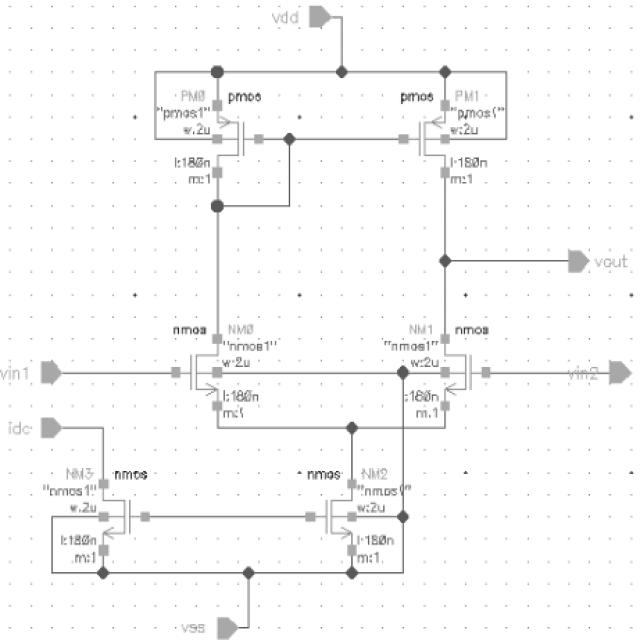 vdd
PM0 pmos
"pmos1"
w:2u
l:180n
m:1
pmos PM1
"pmos1"
w:2u
l:180n
m:1
vout
nmos NM0
"nmos1"
w:2u
l:180n
m:1
NM1 nmos
"nmos1"
w:2u
l:180n
m:1
vin1
vin2
idc
NM3 nmos
"nmos1"
w:2u
l:180n
m:1
nmos NM2
"nmos1"
w:2u
l:180n
m:1
vss